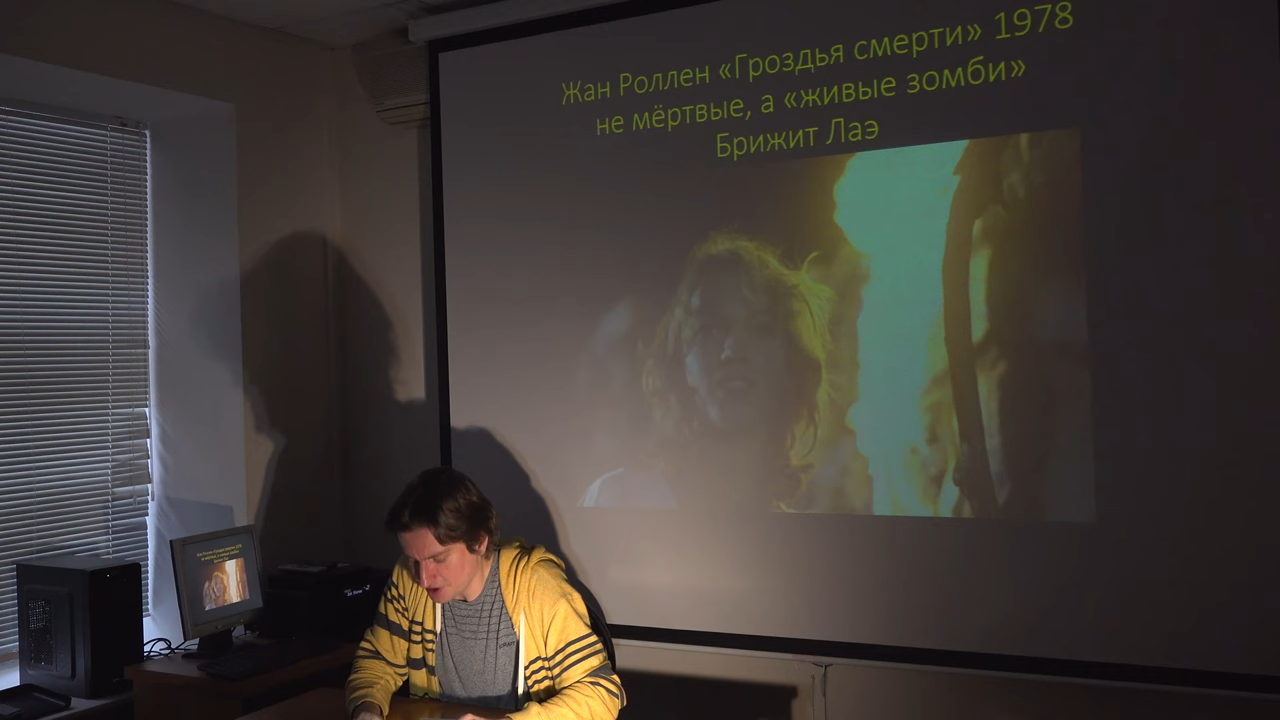 Жан Роллен «Гроздья смерти» 1978
не мёртвые, а «живые зомби»
Брижит Лаэ